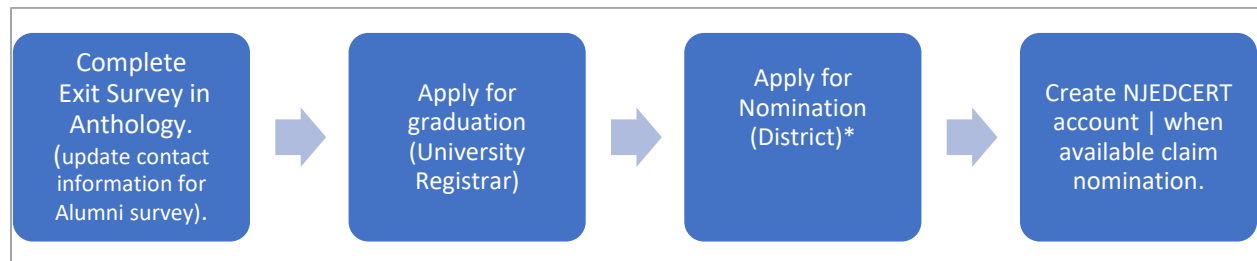 Complete
Exit Survey in
Anthology.
(update contact
information for
Alumni survey).
Apply for
graduation
(University
Registrar)
Apply for
Nomination
(District)*
Create NJEDCERT
account | when
available claim
nomination.